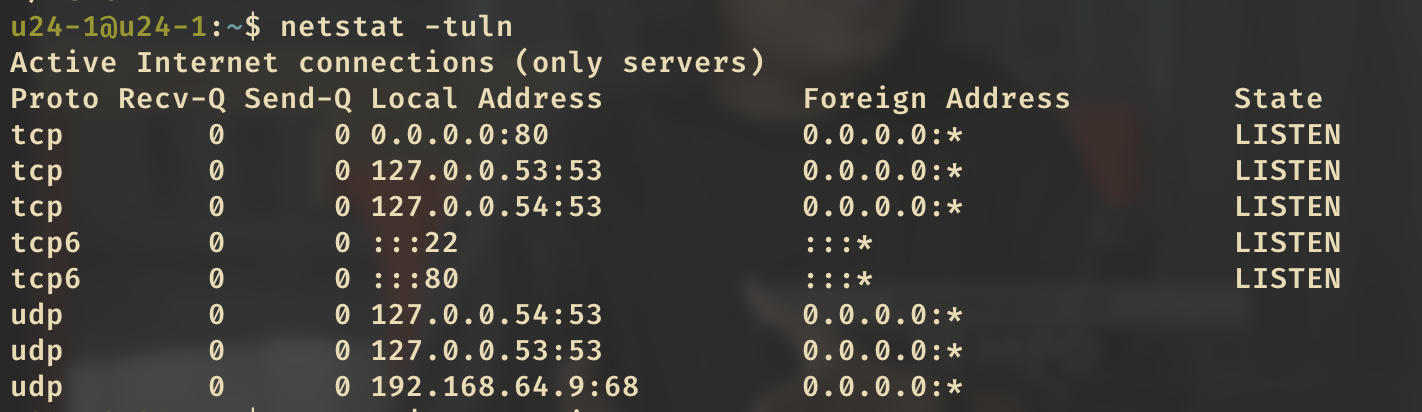 u24-1@u24-1:~$ netstat -tuln
Active Internet connections (only servers)
Proto Recv-Q Send-Q Local Address           Foreign Address         State
tcp        0      0 0.0.0.0:80              0.0.0.0:*               LISTEN
tcp        0      0 127.0.0.53:53           0.0.0.0:*               LISTEN
tcp        0      0 127.0.0.54:53           0.0.0.0:*               LISTEN
tcp6       0      0 :::22                   :::*                    LISTEN
tcp6       0      0 :::80                   :::*                    LISTEN
udp        0      0 127.0.0.54:53           0.0.0.0:*
udp        0      0 127.0.0.53:53           0.0.0.0:*
udp        0      0 192.168.64.9:68         0.0.0.0:*